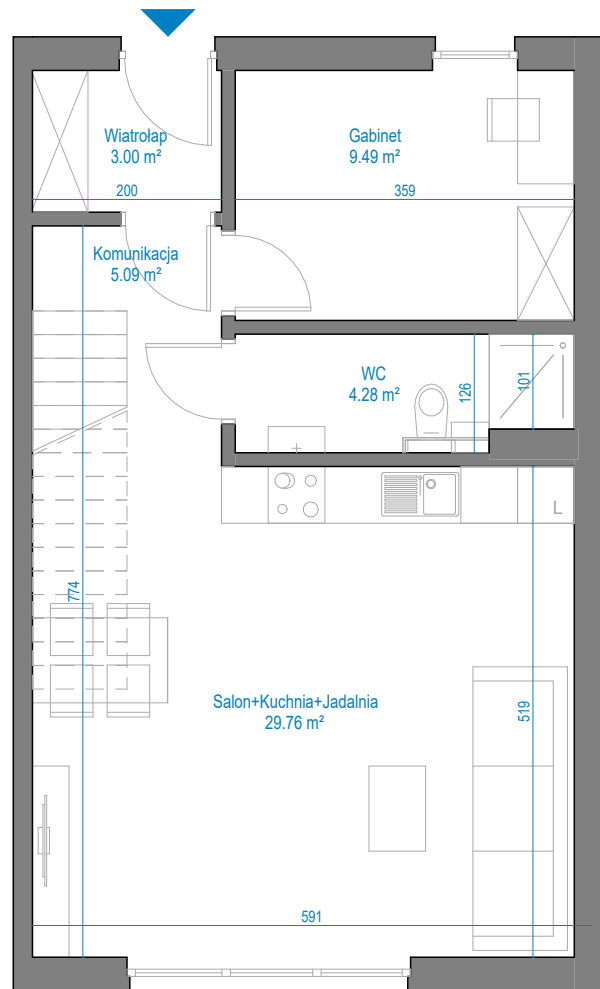 Wiatrołap
3.00 m²
Gabinet
9.49 m²
200
359
Komunikacja
5.09 m²
WC
4.28 m²
126
101
L
774
Salon+Kuchnia+Jadalnia
29.76 m²
519
591